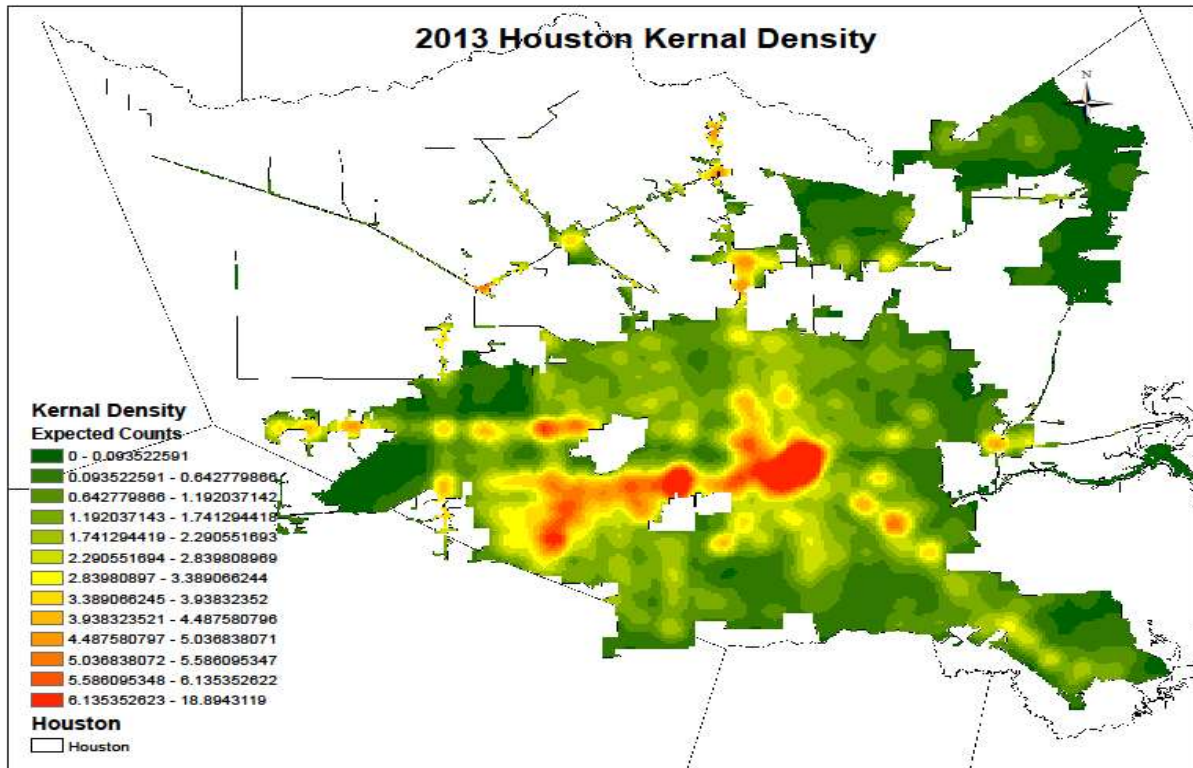 2013 Houston Kernal Density
N
Kernal Density
Expected Counts
0 - 0.093522591
0.093522591 - 0.642779866
0.642779866 - 1.192037142
1.192037143 - 1.741294418
1.741294419 - 2.290551693
2.290551694 - 2.839808969
2.83980897 - 3.389066244
3.389066245 - 3.93832352
3.938323521 - 4.487580796
4.487580797 - 5.036838071
5.036838072 - 5.586095347
5.586095348 - 6.135352622
6.135352623 - 18.8943119
Houston
Houston